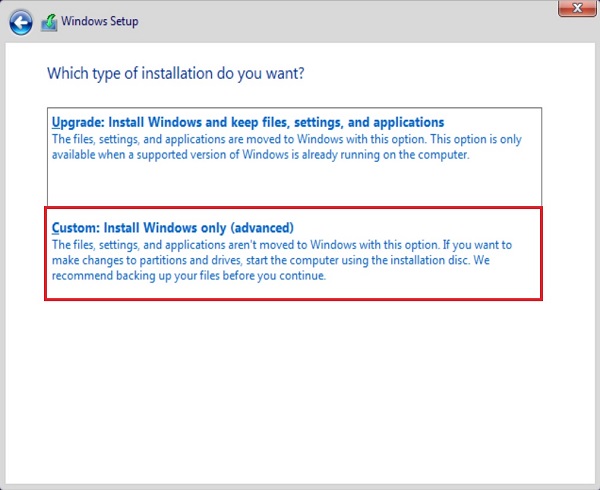 Windows Setup
Which type of installation do you want?
Upgrade: Install Windows and keep files, settings, and applications
The files, settings, and applications are moved to Windows with this option. This option is only
available when a supported version of Windows is already running on the computer.
Custom: Install Windows only (advanced)
The files, settings, and applications aren't moved to Windows with this option. If you want to
make changes to partitions and drives, start the computer using the installation disc. We
recommend backing up your files before you continue.